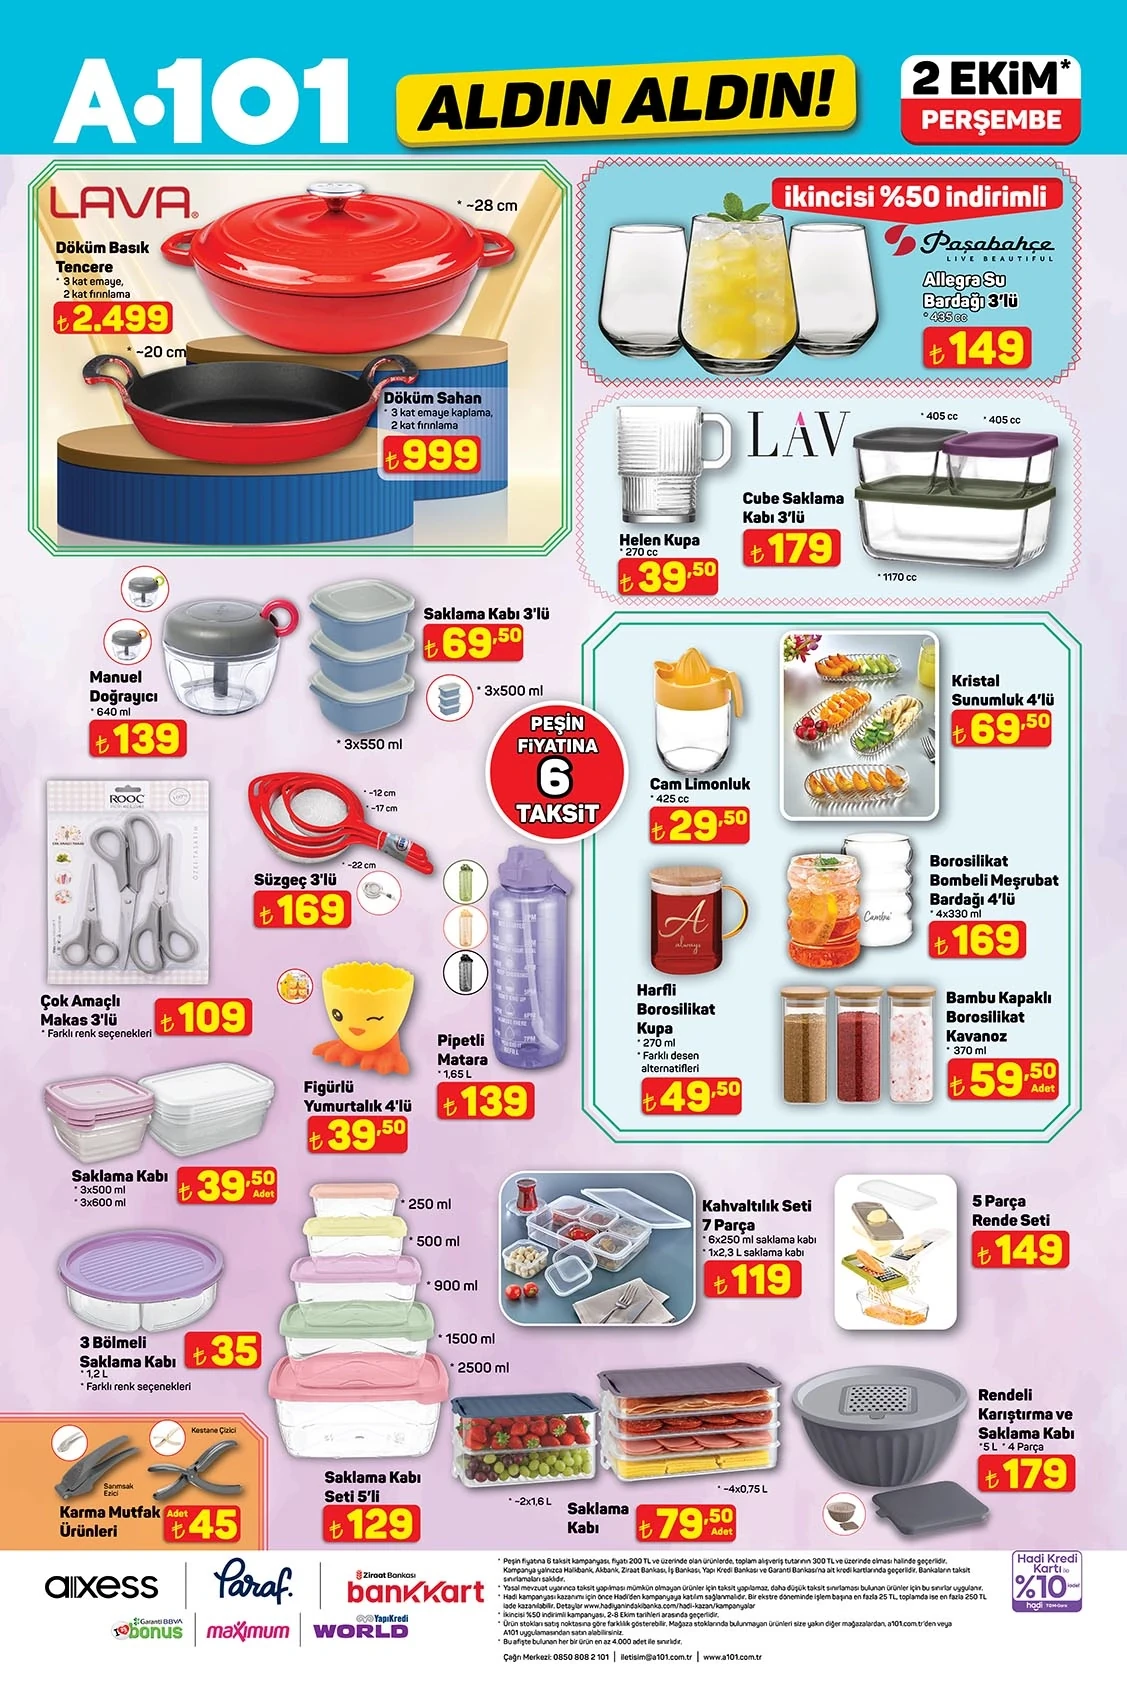 A•101
ALDIN ALDIN!
2 EKİM*
PERŞEMBE
LAVA®
* ~28 cm
Döküm Basık
Tencere
* 3 kat emaye,
2 kat fırınlama
₺2.499
* ~20 cm
Döküm Sahan
* 3 kat emaye kaplama,
2 kat fırınlama
₺999
ikincisi %50 indirimli
Paşabahçe
LIVE BEAUTIFUL
Allegra Su
Bardağı 3'lü
* 435 cc
₺149
LAV
* 405 cc
* 405 cc
Cube Saklama
Kabı 3'lü
₺179
* 1170 cc
Helen Kupa
* 270 cc
₺39,50
Manuel
Doğrayıcı
* 640 ml
₺139
Saklama Kabı 3'lü
₺69,50
* 3x500 ml
* 3x550 ml
PEŞİN
FİYATINA
6
TAKSİT
Cam Limonluk
* 425 cc
₺29,50
Kristal
Sunumluk 4'lü
₺69,50
ROOC
Çok Amaçlı
Makas 3'lü
* Farklı renk seçenekleri
₺109
* ~12 cm
* ~17 cm
* ~22 cm
Süzgeç 3'lü
₺169
Figürlü
Yumurtalık 4'lü
₺39,50
Pipetli
Matara
* 1,65 L
₺139
A
always
Harfli
Borosilikat
Kupa
* 270 ml
* Farklı desen
alternatifleri
₺49,50
Cambu
Borosilikat
Bombeli Meşrubat
Bardağı 4'lü
* 4x330 ml
₺169
Bambu Kapaklı
Borosilikat
Kavanoz
* 370 ml
₺59,50
Adet
Saklama Kabı
* 3x500 ml
* 3x600 ml
₺39,50
Adet
3 Bölmeli
Saklama Kabı
* 1,2 L
* Farklı renk seçenekleri
₺35
* 250 ml
* 500 ml
* 900 ml
* 1500 ml
* 2500 ml
Saklama Kabı
Seti 5'li
₺129
Kahvaltılık Seti
7 Parça
* 6x250 ml saklama kabı
* 1x2,3 L saklama kabı
₺119
5 Parça
Rende Seti
₺149
Kestane Çizici
Sarımsak
Ezici
Karma Mutfak
Ürünleri
Adet
₺45
* ~2x1,6 L
* ~4x0,75 L
Saklama
Kabı
₺79,50
Adet
Rendeli
Karıştırma ve
Saklama Kabı
* 5 L * 4 Parça
₺179
axess
Paraf
Ziraat Bankası
bankkart
Garanti BBVA
bonus
maximum
YapıKredi
WORLD
* Peşin fiyatına 6 taksit kampanyası, fiyatı 200 TL ve üzerinde olan ürünlerde, toplam alışveriş tutarının 300 TL ve üzerinde olması halinde geçerlidir.
Kampanya yalnızca Halkbank, Akbank, Ziraat Bankası, İş Bankası, Yapı Kredi Bankası ve Garanti Bankası'na ait kredi kartlarında geçerlidir. Bankaların taksit
sınırlamaları saklıdır.
* Yasal mevzuat uyarınca taksit yapılması mümkün olmayan ürünler için taksit yapılamaz, daha düşük taksit sınırlaması bulunan ürünler için bu sınırlar uygulanır.
* Hadi kampanyası kazanımı için önce Hadi'den kampanyaya katılım sağlanmalıdır. Bir ekstre döneminde işlem başına en fazla 25 TL, toplamda ise en fazla 250 TL
iade kazanılabilir. Detaylar www.hadiyanindakibanka.com/hadi-kazan/kampanyalar
* İkincisi %50 indirimli kampanyası, 2-8 Ekim tarihleri arasında geçerlidir.
* Ürün stokları satış noktasına göre farklılık gösterebilir. Mağaza stoklarında bulunmayan ürünleri size yakın diğer mağazalardan, a101.com.tr'den veya
A101 uygulamasından satın alabilirsiniz.
* Bu afişte bulunan her bir ürün en az 4.000 adet ile sınırlıdır.
Çağrı Merkezi: 0850 808 2 101 | iletisim@a101.com.tr | www.a101.com.tr
Hadi Kredi
Kartı ile
%10 iade!
hadi